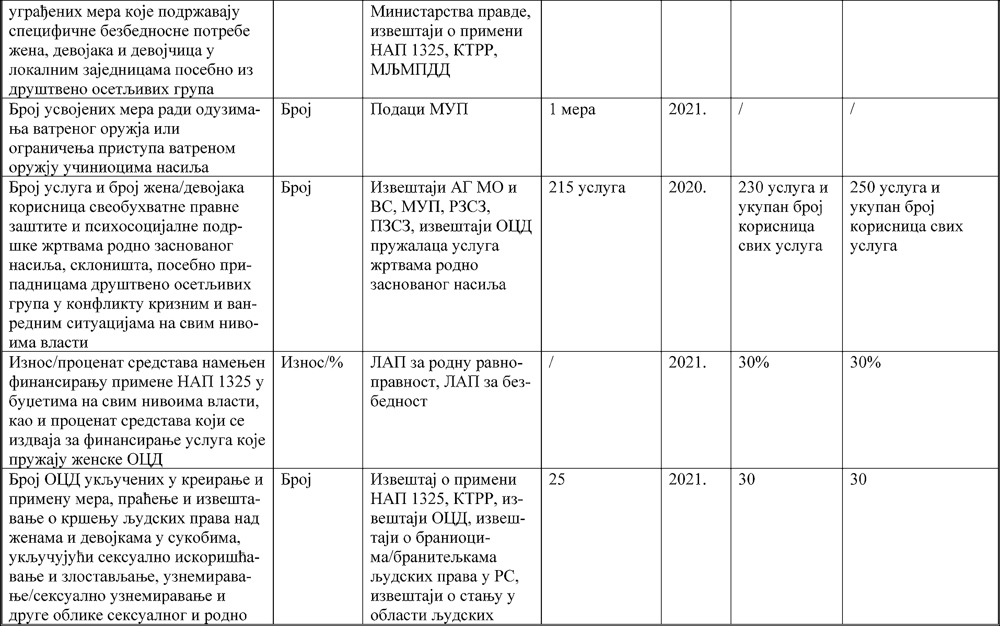 уграђених мера које подржавају
специфичне безбедносне потребе
жена, девојака и девојчица у
локалним заједницама посебно из
друштвено осетљивих група
Министарства правде,
извештаји о примени
НАП 1325, КТРР,
МЉМПДД
Број усвојених мера ради одузима-
ња ватреног оружја или
ограничења приступа ватреном
оружју учиниоцима насиља
Број
Подаци МУП
1 мера
2021.
/
/
Број услуга и број жена/девојака
корисница свеобухватне правне
заштите и психосоцијалне подр-
шке жртвама родно заснованог
насиља, склоништа, посебно при-
падницама друштвено осетљивих
група у конфликту кризним и ван-
редним ситуацијама на свим ниво-
има власти
Број
Извештаји АГ МО и
ВС, МУП, РЗСЗ,
ПЗСЗ, извештаји ОЦД
пружалаца услуга
жртвама родно
заснованог насиља
215 услуга
2020.
230 услуга и
укупан број
корисница
свих услуга
250 услуга и
укупан број
корисница свих
услуга
Износ/проценат средстава намењен
финансирању примене НАП 1325 у
буџетима на свим нивоима власти,
као и проценат средстава који се
издваја за финансирање услуга које
пружају женске ОЦД
Износ/%
ЛАП за родну равно-
правност, ЛАП за без-
бедност
/
2021.
30%
30%
Број ОЦД укључених у креирање и
примену мера, праћење и извешта-
вање о кршењу људских права над
женама и девојкама у сукобима,
укључујући сексуално искоришћа-
вање и злостављање, узнемирава-
ње/сексуално узнемиравање и
друге облике сексуалног и родно
Број
Извештај о примени
НАП 1325, КТРР, из-
вештаји ОЦД, извеш-
таји о браниоци-
ма/бранитељкама
људских права у РС,
извештаји о стању у
области људских
25
2021.
30
30